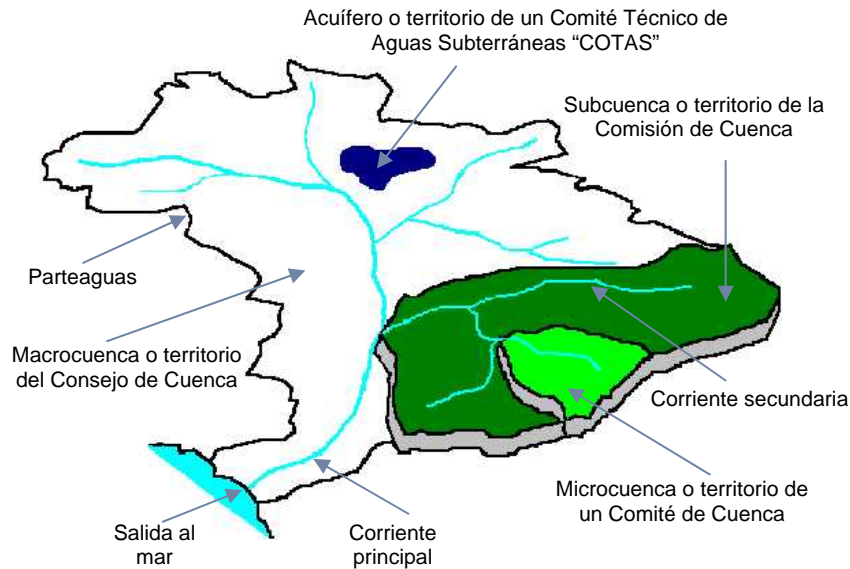 Acuífero o territorio de un Comité Técnico de
Aguas Subterráneas “COTAS”
Subcuenca o territorio de la
Comisión de Cuenca
Parteaguas
Macrocuenca o territorio
del Consejo de Cuenca
Corriente secundaria
Microcuenca o territorio de
un Comité de Cuenca
Salida al
mar
Corriente
principal